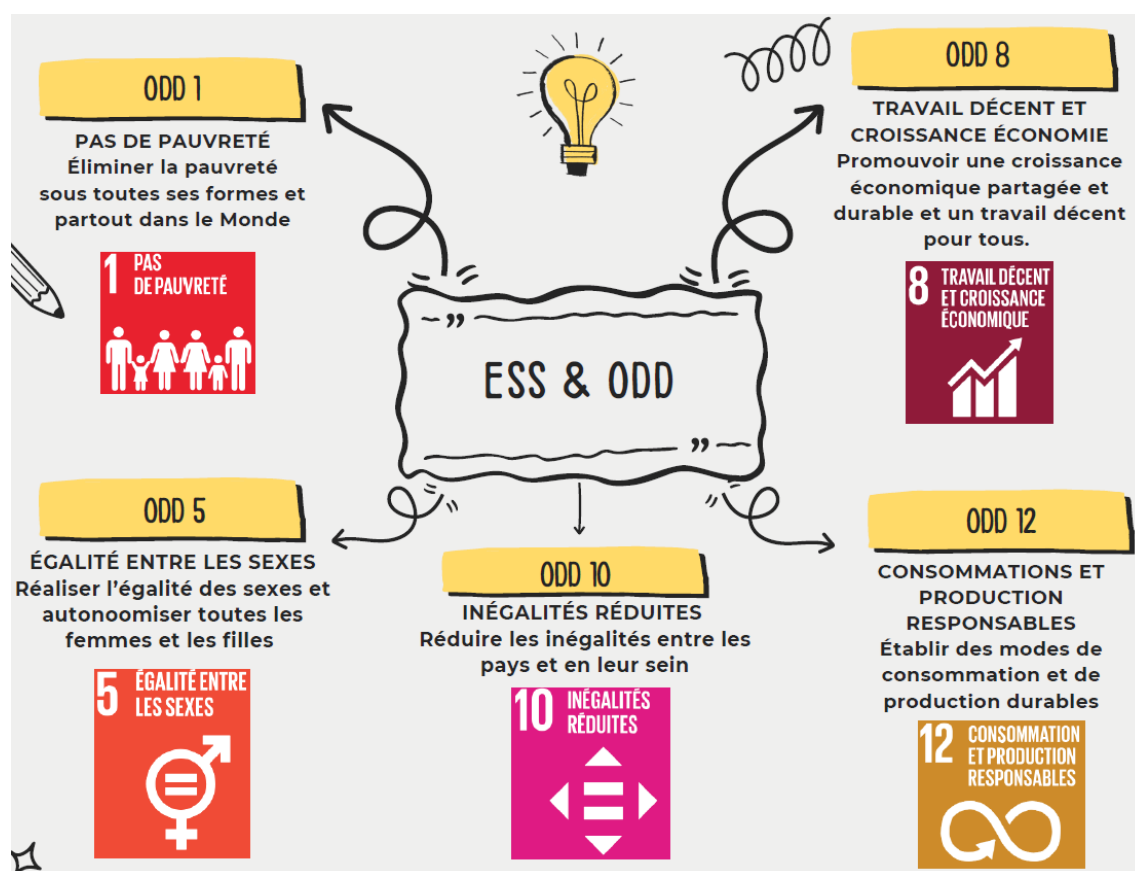 ODD 1
PAS DE PAUVRETÉ
Éliminer la pauvreté
sous toutes ses formes et
partout dans le Monde
1 PAS
DE PAUVRETÉ
ODD 8
TRAVAIL DÉCENT ET
CROISSANCE ÉCONOMIE
Promouvoir une croissance
économique partagée et
durable et un travail décent
pour tous.
8 TRAVAIL DÉCENT
ET CROISSANCE
ÉCONOMIQUE
ESS & ODD
ODD 5
ÉGALITÉ ENTRE LES SEXES
Réaliser l'égalité des sexes et
autonoomiser toutes les
femmes et les filles
5 ÉGALITÉ ENTRE
LES SEXES
ODD 10
INÉGALITÉS RÉDUITES
Réduire les inégalités entre les
pays et en leur sein
10 INÉGALITÉS
RÉDUITES
ODD 12
CONSOMMATIONS ET
PRODUCTION
RESPONSABLES
Établir des modes de
consommation et de
production durables
12 CONSOMMATION
ET PRODUCTION
RESPONSABLES